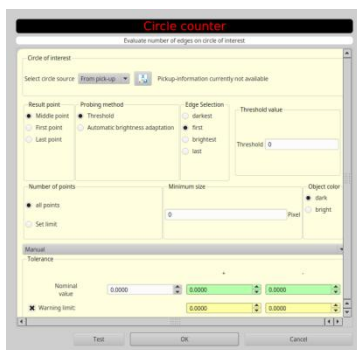 Circle counter
Evaluate number of edges on circle of interest
Circle of interest
Select circle source From pick-up Pickup-information currently not available
Result point Probing method Edge Selection Threshold value
Middle point Threshold darkest
First point Automatic brightness adaptation first
Last point brightest Threshold 0
last
Number of points Minimum size Object color
all points dark
0 Pixel bright
Set limit
Manual
Tolerance
+ -
Nominal value 0.0000 0.0000 0.0000
Warning limit: 0.0000 0.0000
Test OK Cancel